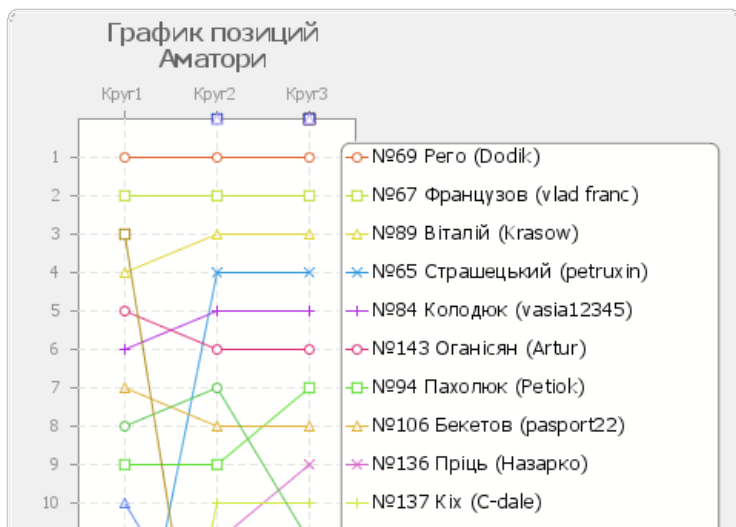 График позиций
Аматори
Круг1 Круг2 Круг3
1 №69 Рего (Dodik)
2 №67 Французов (vlad franc)
3 №89 Віталій (Krasow)
4 №65 Страшецький (petruxin)
5 №84 Колодюк (vasia12345)
6 №143 Оганісян (Artur)
7 №94 Пахолюк (Petiok)
8 №106 Бекетов (pasport22)
9 №136 Пріць (Назарко)
10 №137 Кіх (C-dale)